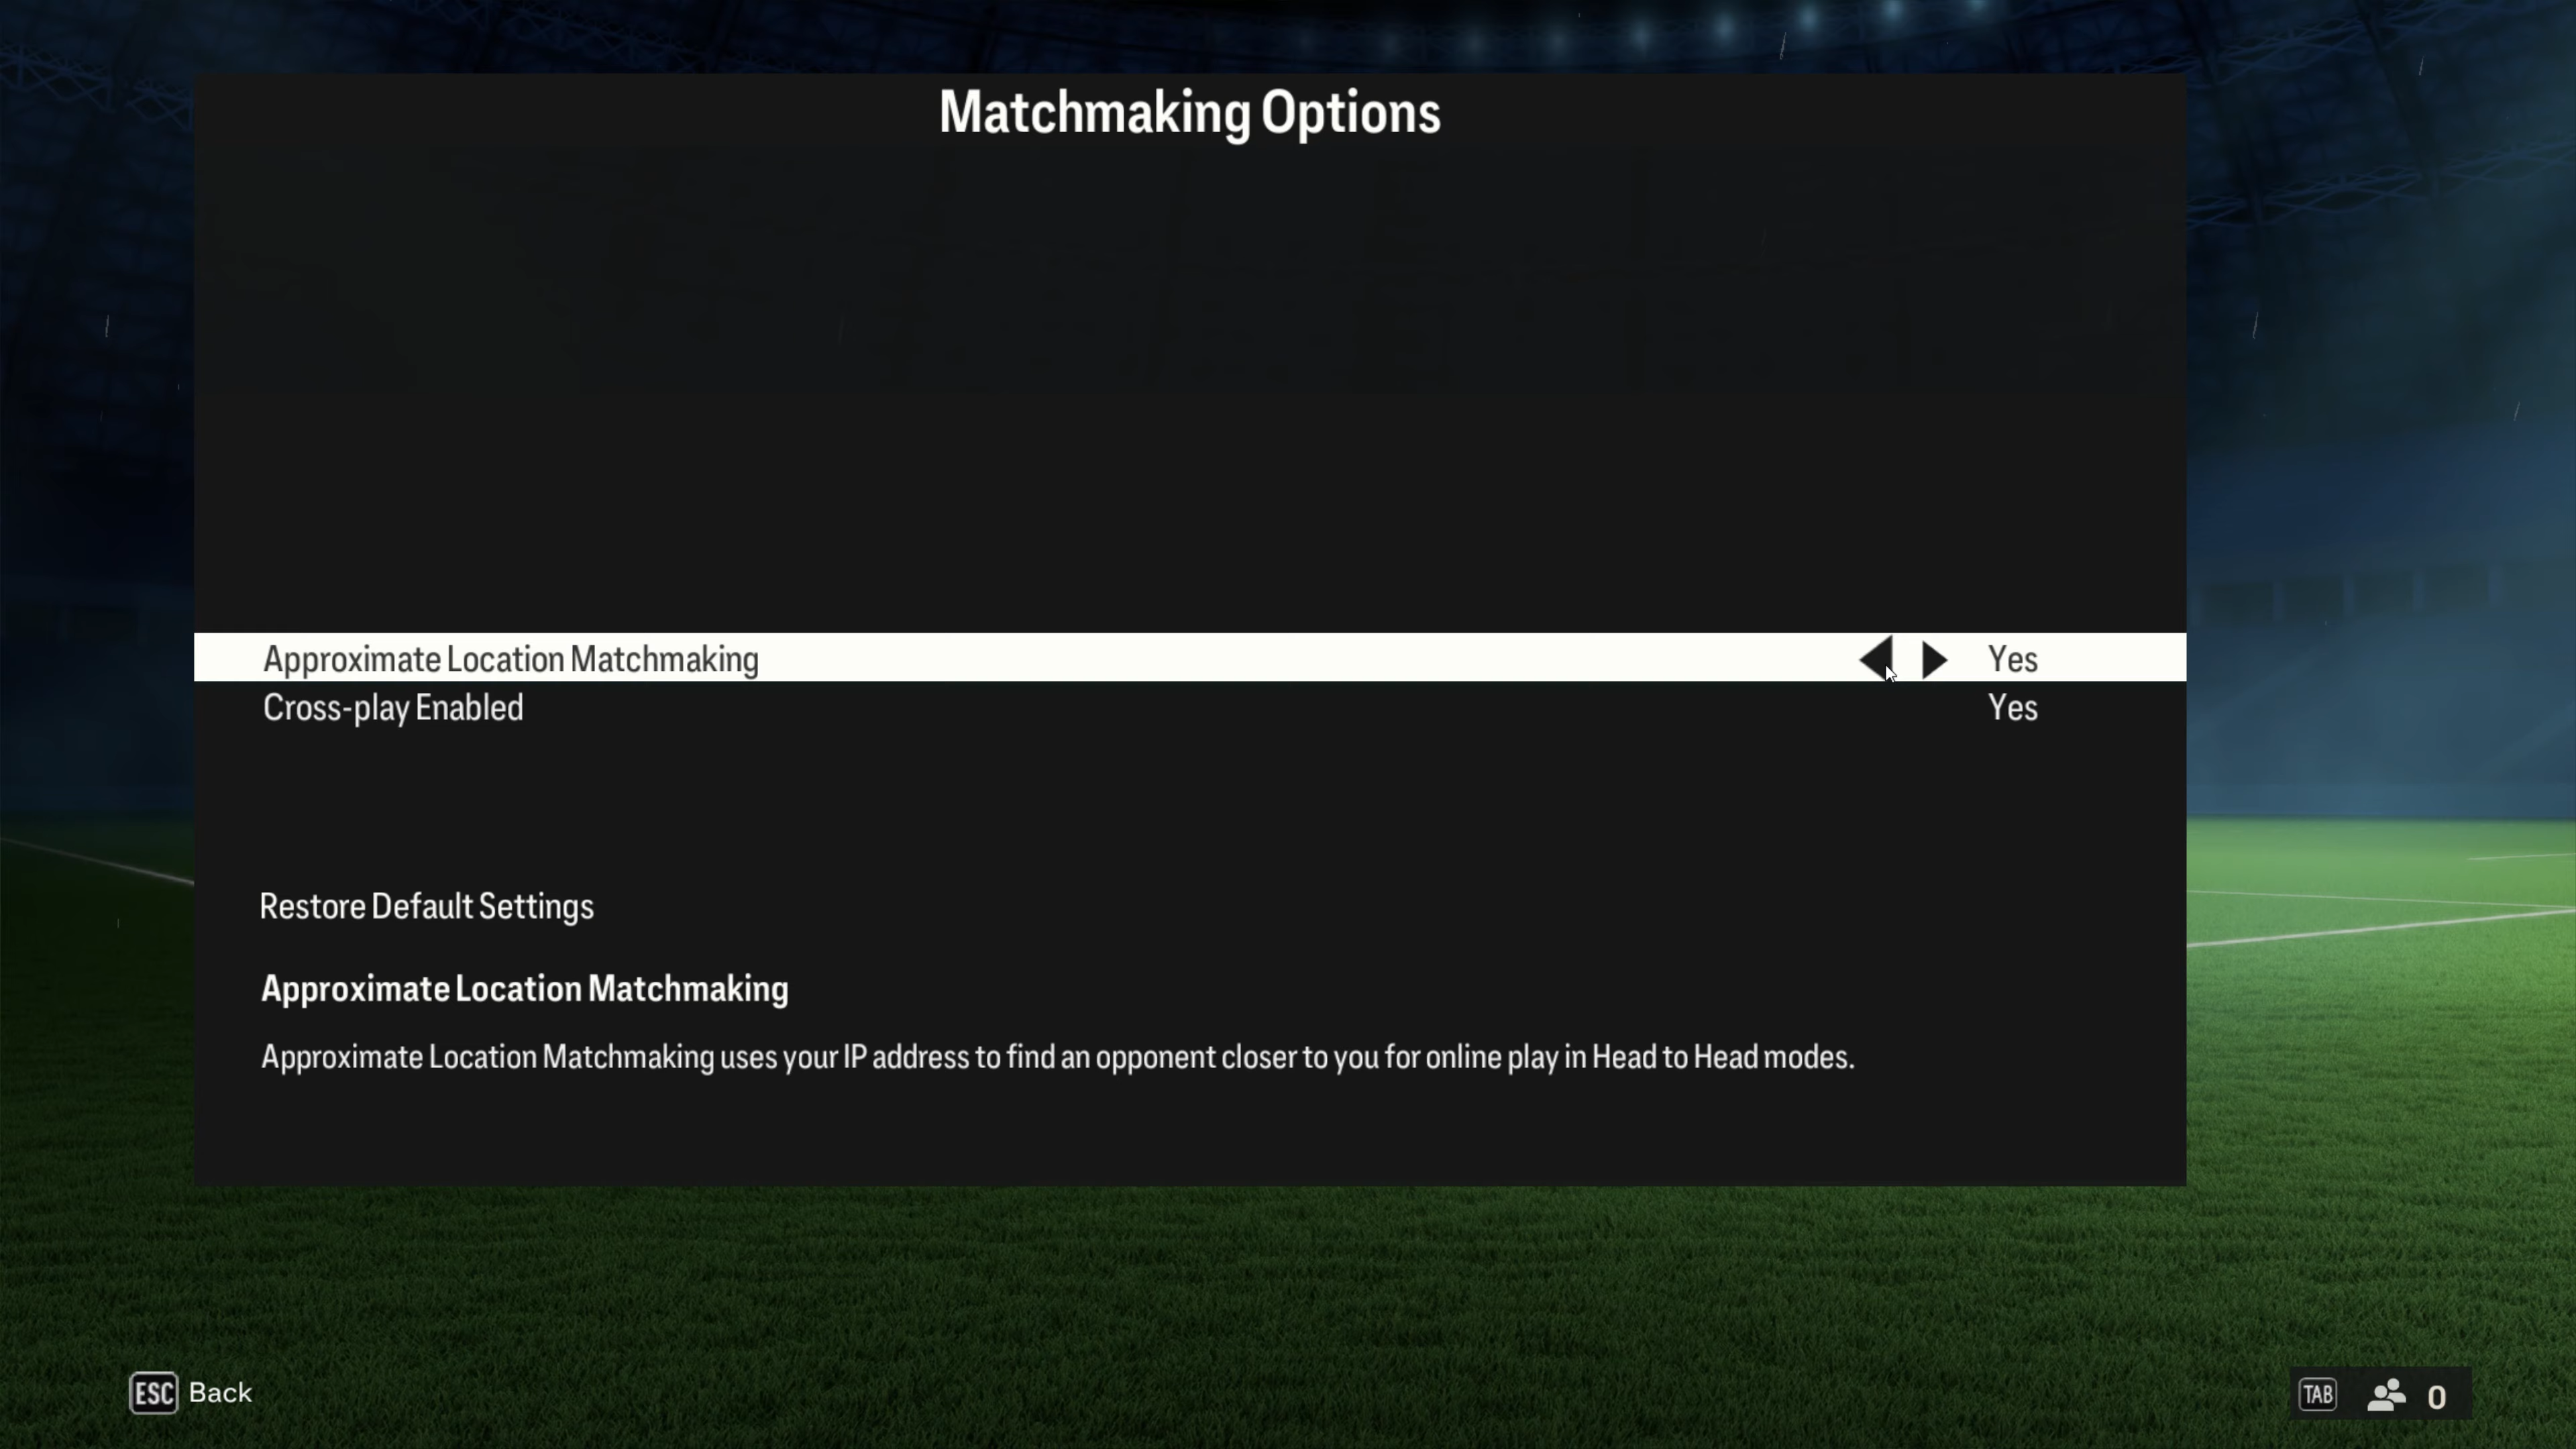 Matchmaking Options
Approximate Location Matchmaking Yes
Cross-play Enabled Yes
Restore Default Settings
Approximate Location Matchmaking
Approximate Location Matchmaking uses your IP address to find an opponent closer to you for online play in Head to Head modes.
ESC Back
TAB 0